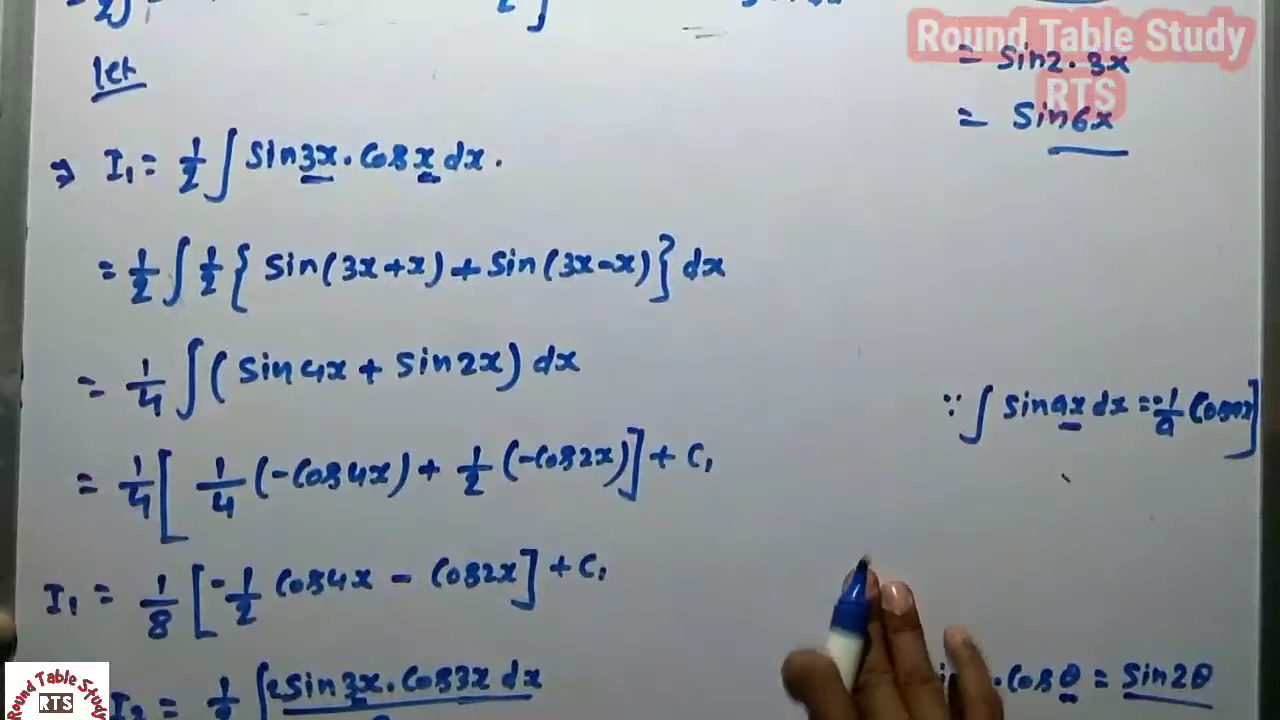 Round Table Study
RTS
= Sin2·3x
= Sin6x
Let
⇒ I₁ = 1/2 ∫ Sin3x·Cosx dx.
= 1/2 ∫ 1/2 { Sin(3x+x) + Sin(3x-x) } dx
= 1/4 ∫ (Sin4x + Sin2x) dx
∵ ∫ Sinax dx = -1/a Cosax]
= 1/4 [ 1/4 (-Cos4x) + 1/2 (-Cos2x) ] + C₁
I₁ = 1/8 [ -1/2 Cos4x - Cos2x ] + C₁
I₂ = ∫ 2Sin3x·Cos3x dx
·Cosθ = Sin2θ
Round Table Study
RTS